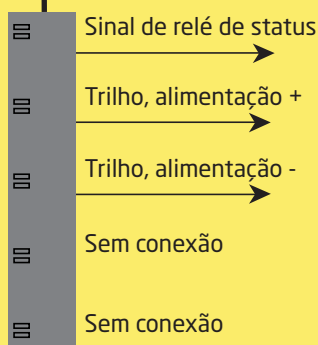 Sinal de relé de status
Trilho, alimentação +
Trilho, alimentação -
Sem conexão
Sem conexão